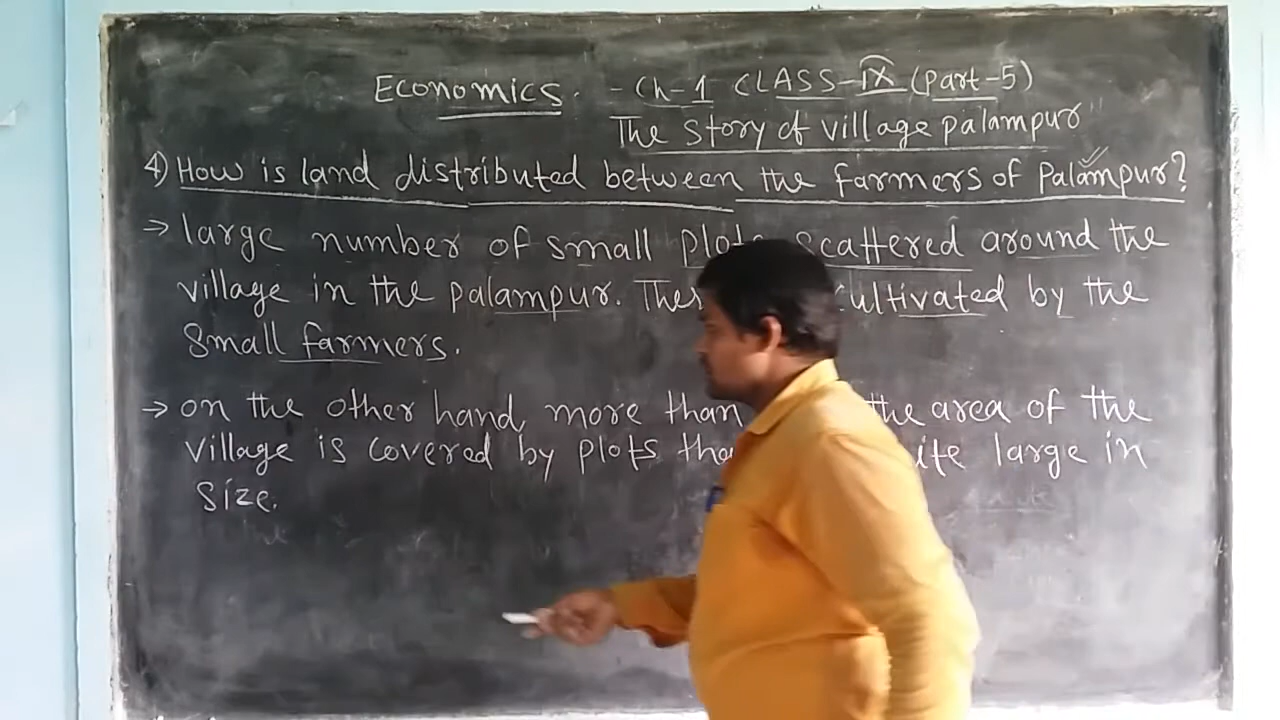 Economics. - Ch-1 CLASS-IX (Part-5)
The story of village palampur"
4) How is land distributed between the farmers of Palampur?
→ large number of small plots scattered around the
village in the palampur. cultivated by the
small farmers.
→ on the other hand, more than the area of the
village is covered by plots large in
size.